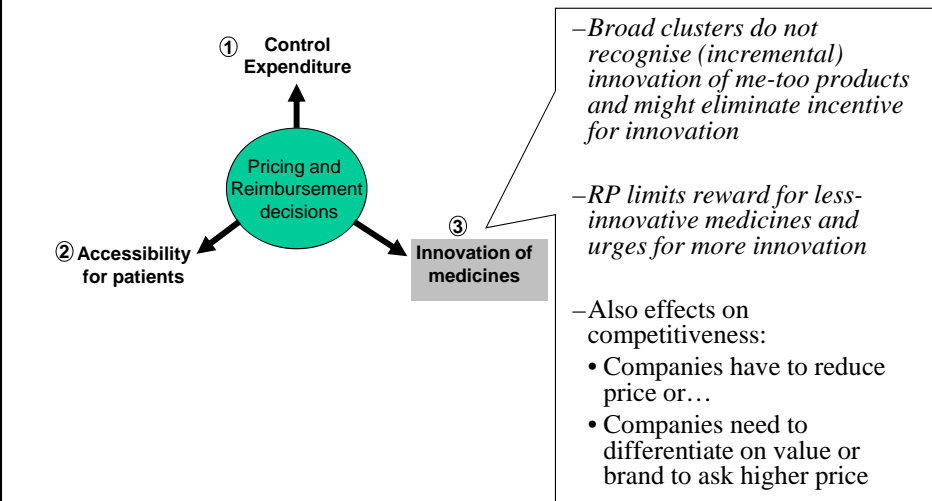 ① Control
Expenditure
Pricing and
Reimbursement
decisions
② Accessibility
for patients
③
Innovation of
medicines
–Broad clusters do not
recognise (incremental)
innovation of me-too products
and might eliminate incentive
for innovation
–RP limits reward for less-
innovative medicines and
urges for more innovation
–Also effects on
competitiveness:
• Companies have to reduce
price or…
• Companies need to
differentiate on value or
brand to ask higher price